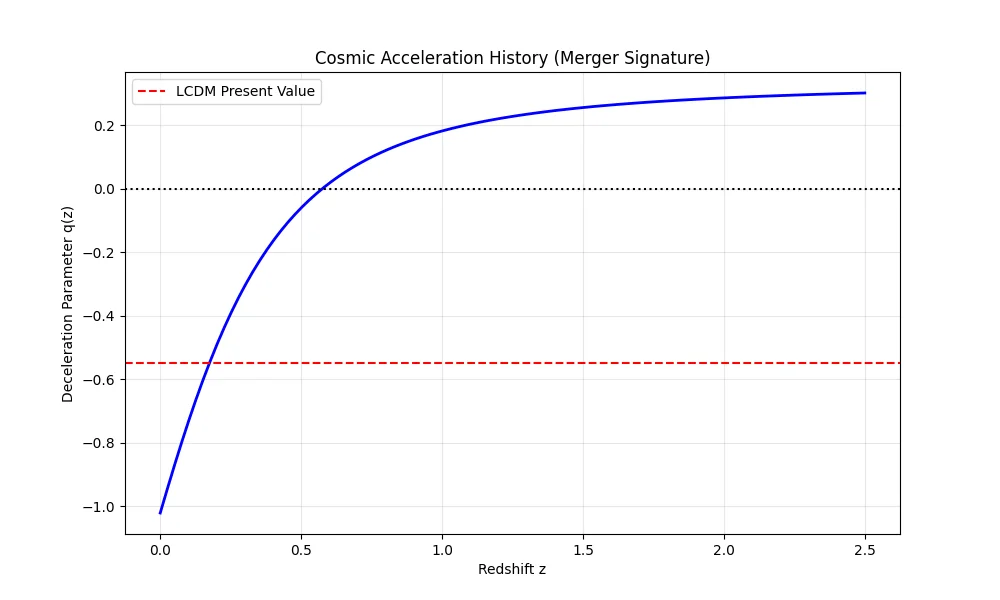 Cosmic Acceleration History (Merger Signature)
LCDM Present Value
Deceleration Parameter q(z)
0.2
0.0
−0.2
−0.4
−0.6
−0.8
−1.0
0.0 0.5 1.0 1.5 2.0 2.5
Redshift z